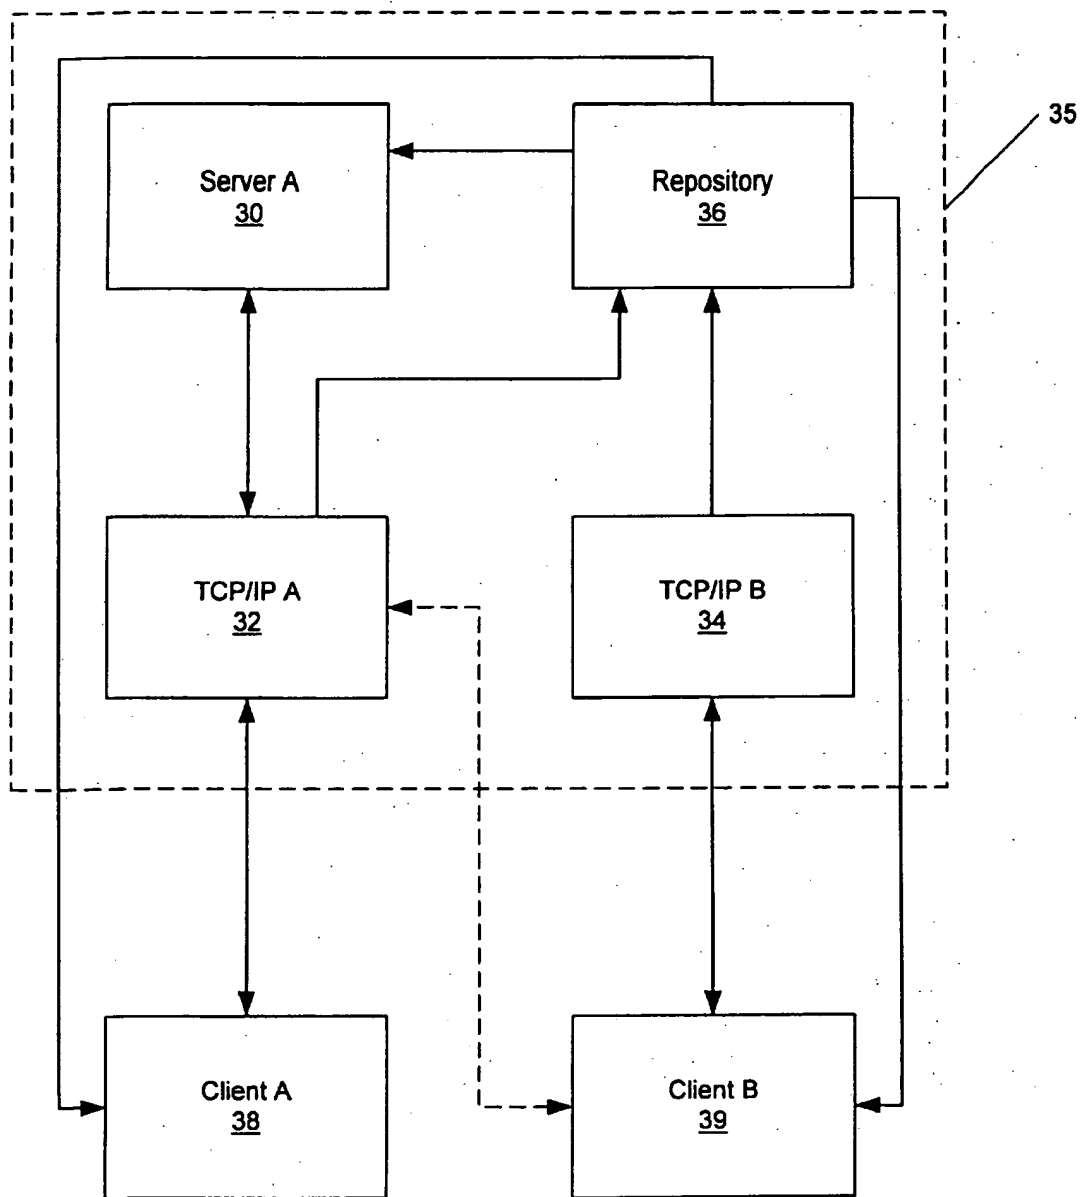 35
Server A
30
Repository
36
TCP/IP A
32
TCP/IP B
34
Client A
38
Client B
39